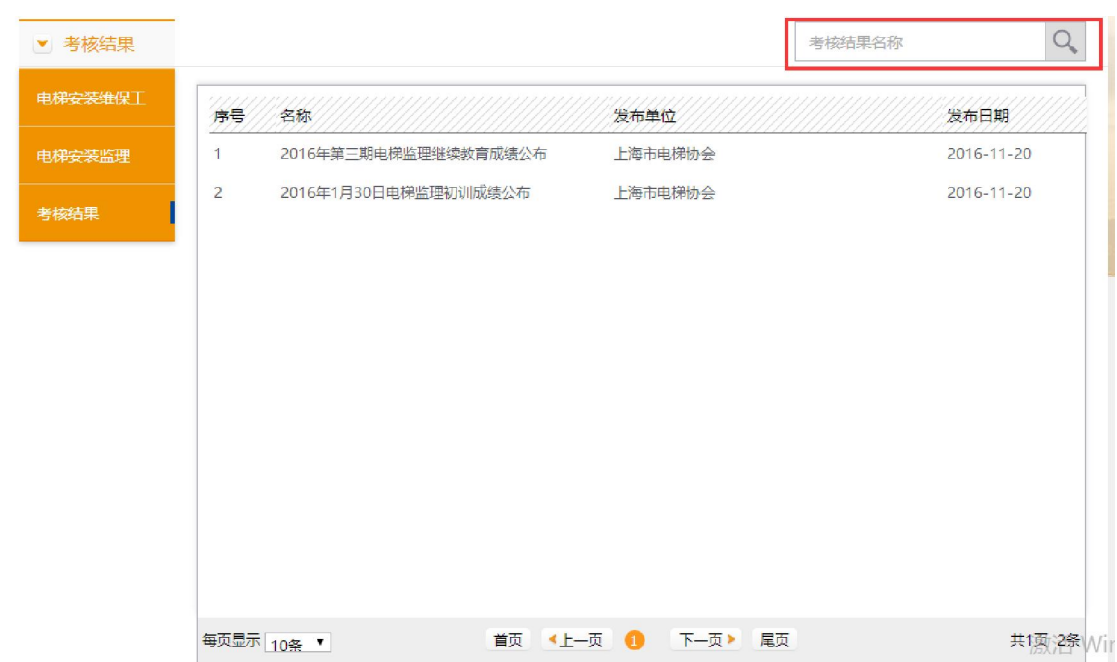 考核结果
考核结果名称
电梯安装维保工
电梯安装监理
考核结果
序号 名称 发布单位 发布日期
1 2016年第三期电梯监理继续教育成绩公布 上海市电梯协会 2016-11-20
2 2016年1月30日电梯监理初训成绩公布 上海市电梯协会 2016-11-20
每页显示 10条 首页 上一页 1 下一页 尾页 共1页 2条
激活 Win